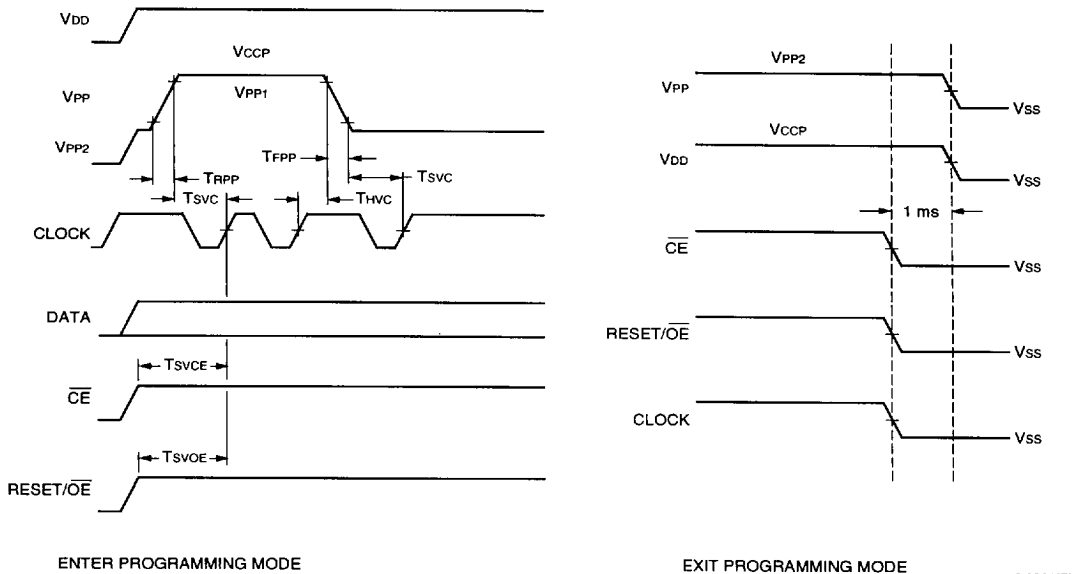 VDD
VCCP
VPP
VPP1
VPP2
TFPP
TRPP
TSVC
TSVC
THVC
CLOCK
DATA
TSVCE
CE
TSVOE
RESET/OE
ENTER PROGRAMMING MODE
VPP2
VPP
VSS
VCCP
VDD
VSS
1 ms
CE
VSS
RESET/OE
VSS
CLOCK
VSS
EXIT PROGRAMMING MODE